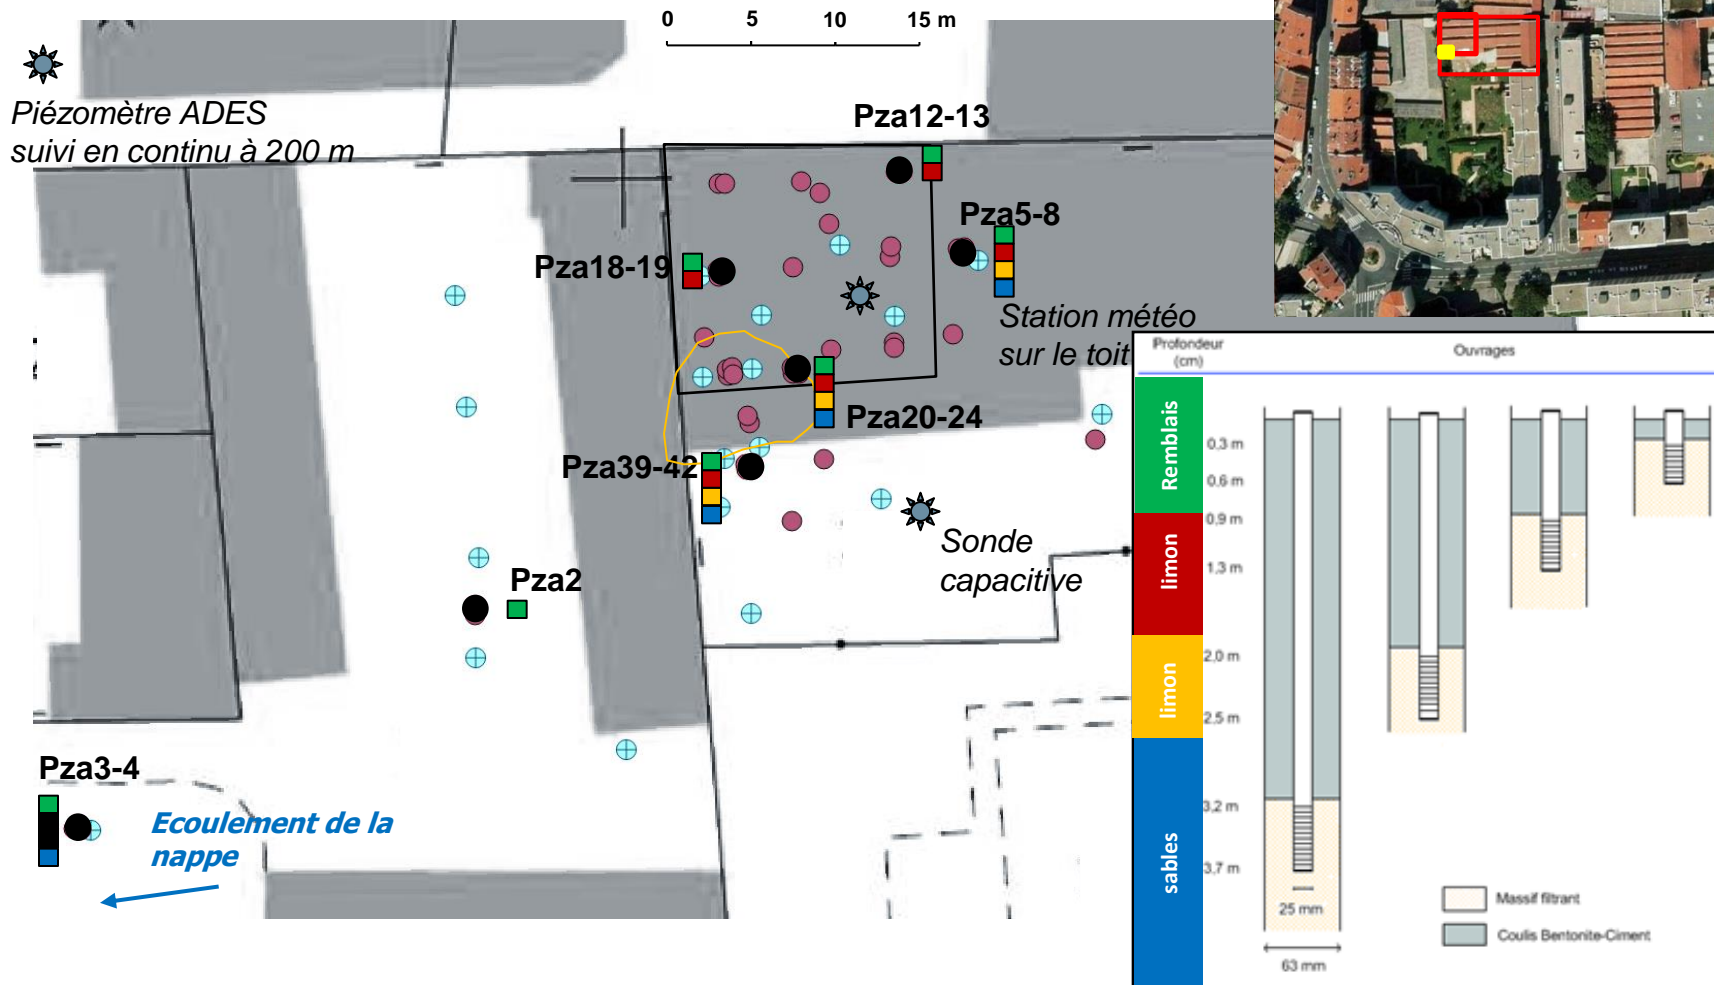 0 5 10 15 m
Piézomètre ADES
suivi en continu à 200 m
Pza12-13
Pza5-8
Pza18-19
Station météo
sur le toit
Pza20-24
Pza39-42
Sonde
capacitive
Pza2
Pza3-4
Ecoulement de la
nappe
Profondeur
(cm)
Ouvrages
Remblais
0,3 m
0,6 m
0,9 m
limon
1,3 m
2,0 m
limon
2,5 m
sables
3,2 m
3,7 m
25 mm
63 mm
Massif filtrant
Coulis Bentonite-Ciment